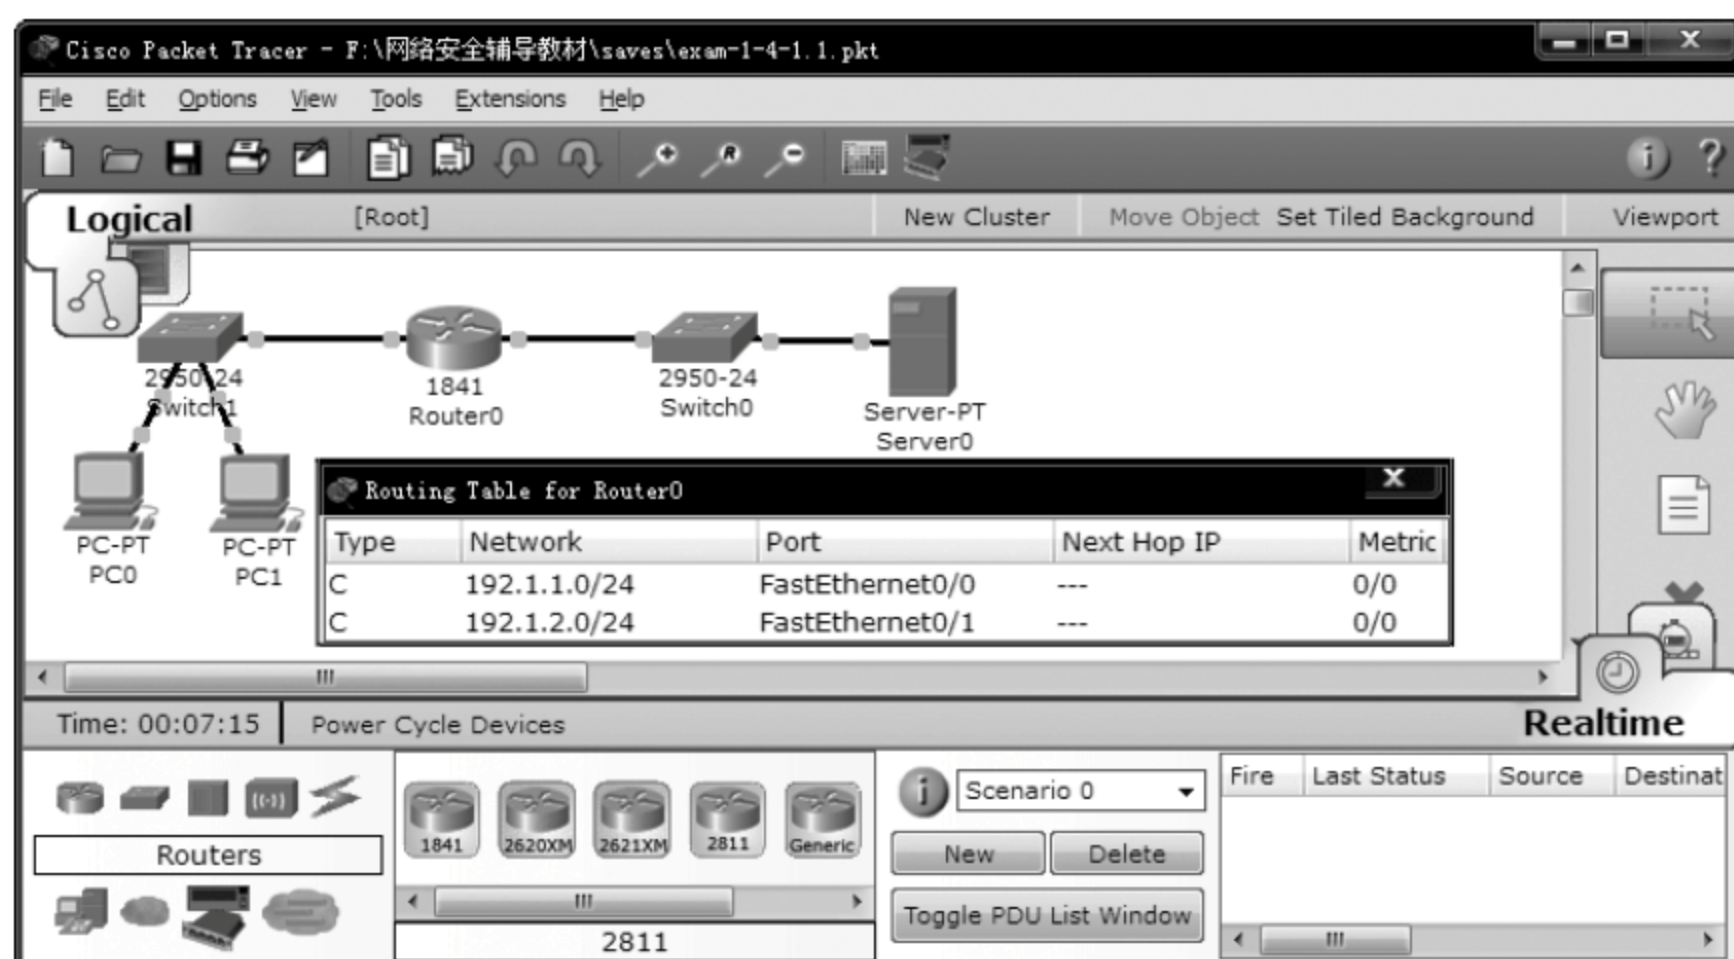 Cisco Packet Tracer - F:\网络安全辅导教材\saves\exam-1-4-1.1.pkt
File Edit Options View Tools Extensions Help
Logical [Root] New Cluster Move Object Set Tiled Background Viewport
2950-24
Switch1
1841
Router0
2950-24
Switch0
Server-PT
Server0
PC-PT
PC0
PC-PT
PC1
Routing Table for Router0
Type Network Port Next Hop IP Metric
C 192.1.1.0/24 FastEthernet0/0 --- 0/0
C 192.1.2.0/24 FastEthernet0/1 --- 0/0
Time: 00:07:15 Power Cycle Devices Realtime
Routers
1841 2620XM 2621XM 2811 Generic
2811
Scenario 0
New Delete
Toggle PDU List Window
Fire Last Status Source Destinat